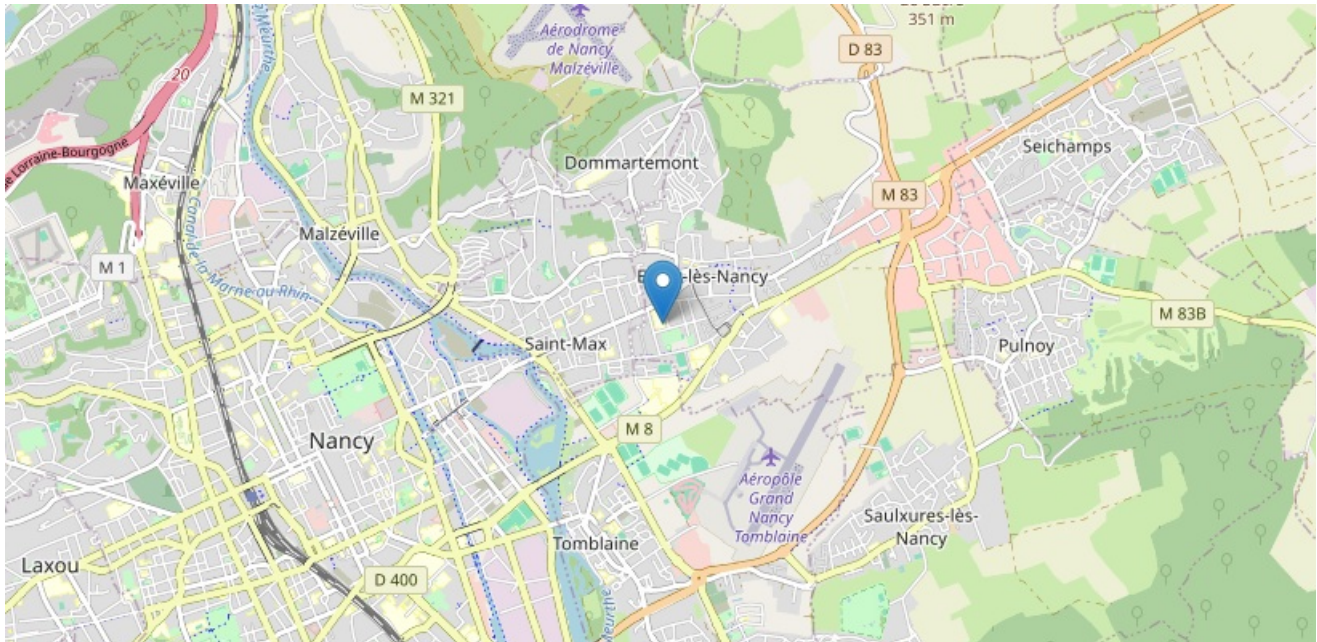 351 m
Aérodrome
de Nancy
Malzéville
D 83
20
M 321
Lorraine-Bourgogne
Dommartemont
Seichamps
Maxéville
M 83
Malzéville
M 1
Canal de la Marne au Rhin
lès-Nancy
M 83B
Saint-Max
Pulnoy
Nancy
M 8
Aéropôle
Grand
Nancy
Tomblaine
Saulxures-lès-
Nancy
Tomblaine
Laxou
D 400